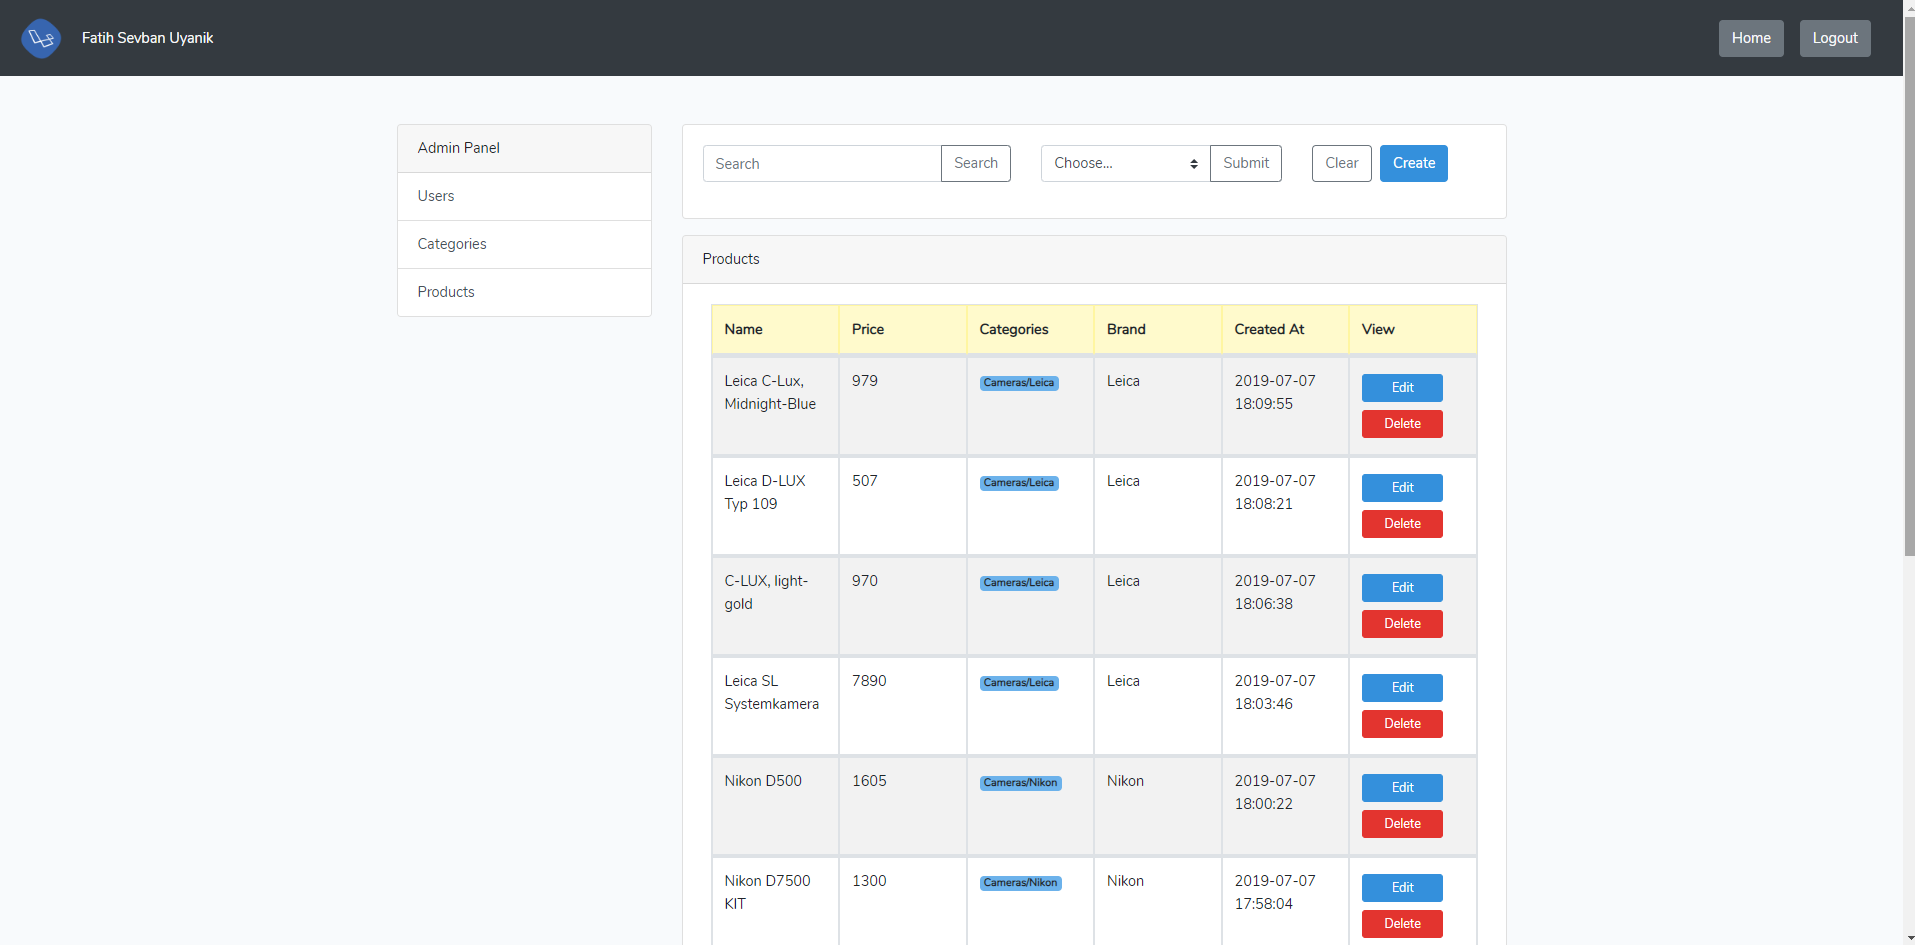 Fatih Sevban Uyanik
Home
Logout
Admin Panel
Users
Categories
Products
Search
Search
Choose...
Submit
Clear
Create
Products
Name
Price
Categories
Brand
Created At
View
Leica C-Lux,
Midnight-Blue
979
Cameras/Leica
Leica
2019-07-07
18:09:55
Edit
Delete
Leica D-LUX
Typ 109
507
Cameras/Leica
Leica
2019-07-07
18:08:21
Edit
Delete
C-LUX, light-
gold
970
Cameras/Leica
Leica
2019-07-07
18:06:38
Edit
Delete
Leica SL
Systemkamera
7890
Cameras/Leica
Leica
2019-07-07
18:03:46
Edit
Delete
Nikon D500
1605
Cameras/Nikon
Nikon
2019-07-07
18:00:22
Edit
Delete
Nikon D7500
KIT
1300
Cameras/Nikon
Nikon
2019-07-07
17:58:04
Edit
Delete